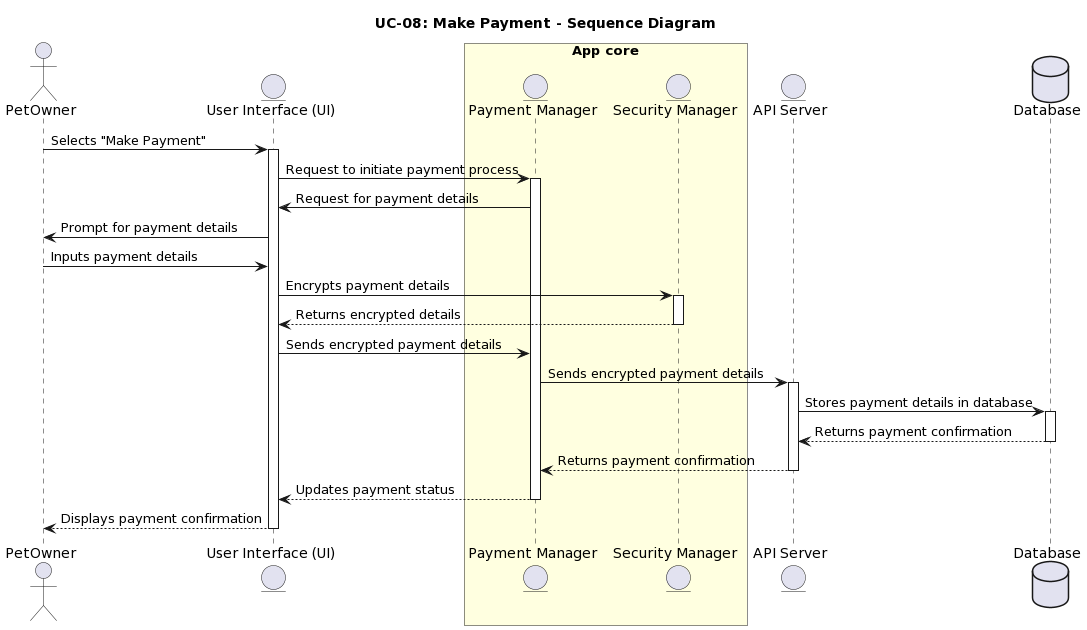 UC-08: Make Payment - Sequence Diagram
App core
PetOwner
User Interface (UI)
Payment Manager
Security Manager
API Server
Database
Selects "Make Payment"
Request to initiate payment process
Request for payment details
Prompt for payment details
Inputs payment details
Encrypts payment details
Returns encrypted details
Sends encrypted payment details
Sends encrypted payment details
Stores payment details in database
Returns payment confirmation
Returns payment confirmation
Updates payment status
Displays payment confirmation
PetOwner
User Interface (UI)
Payment Manager
Security Manager
API Server
Database